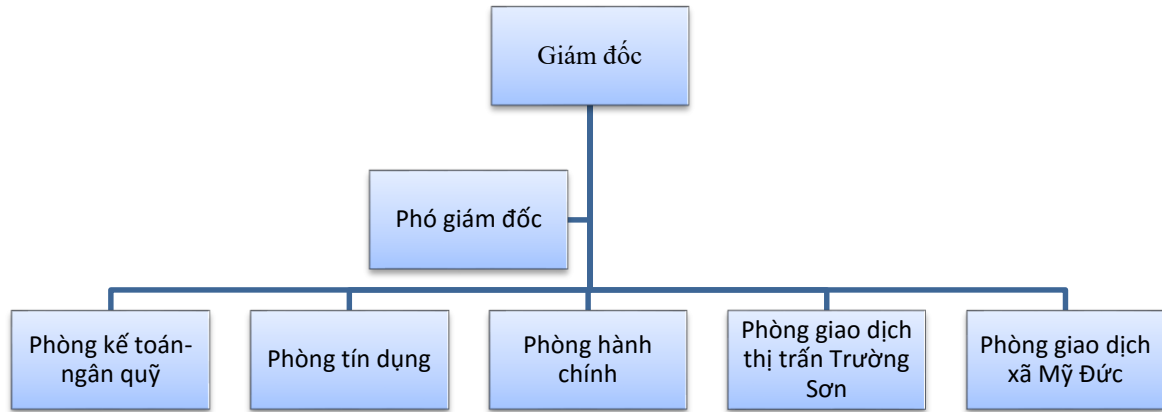 Giám đốc
Phó giám đốc
Phòng kế toán-
ngân quỹ
Phòng tín dụng
Phòng hành
chính
Phòng giao dịch
thị trấn Trường
Sơn
Phòng giao dịch
xã Mỹ Đức